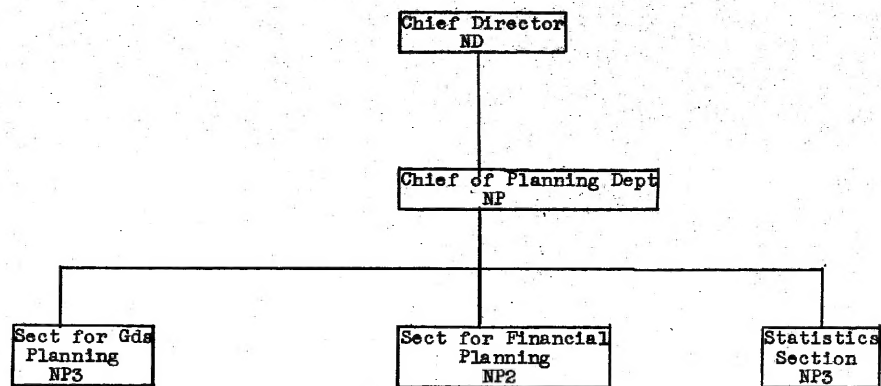 Chief Director
ND
Chief of Planning Dept
NP
Sect for Gds
Planning
NP3
Sect for Financial
Planning
NP2
Statistics
Section
NP3